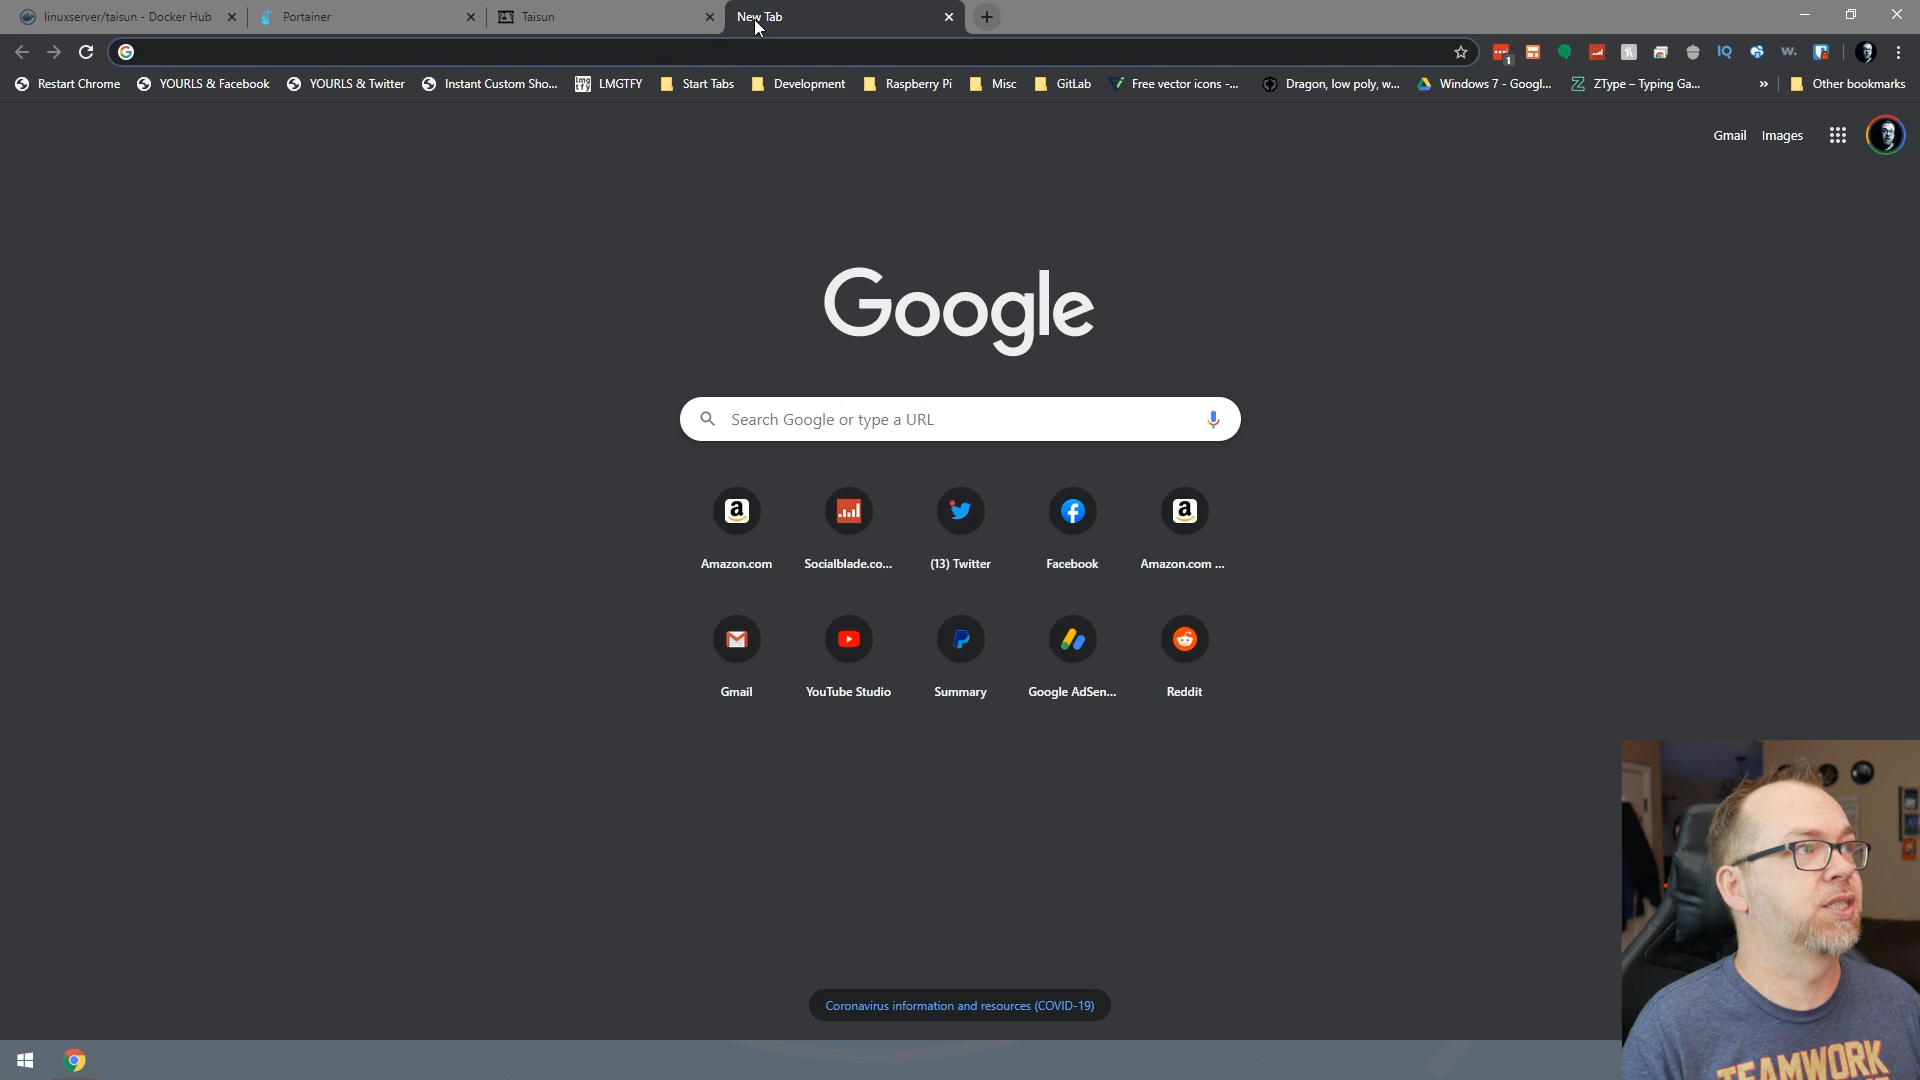 linuxserver/taisun - Docker Hub
Portainer
Taisun
New Tab
1
Restart Chrome
YOURLS & Facebook
YOURLS & Twitter
Instant Custom Sho...
LMGTFY
Start Tabs
Development
Raspberry Pi
Misc
GitLab
Free vector icons -...
Dragon, low poly, w...
Windows 7 - Googl...
ZType – Typing Ga...
»
Other bookmarks
Gmail Images
Google
Search Google or type a URL
Amazon.com
Socialblade.co...
(13) Twitter
Facebook
Amazon.com ...
Gmail
YouTube Studio
Summary
Google AdSen...
Reddit
Coronavirus information and resources (COVID-19)
TEAMWORK